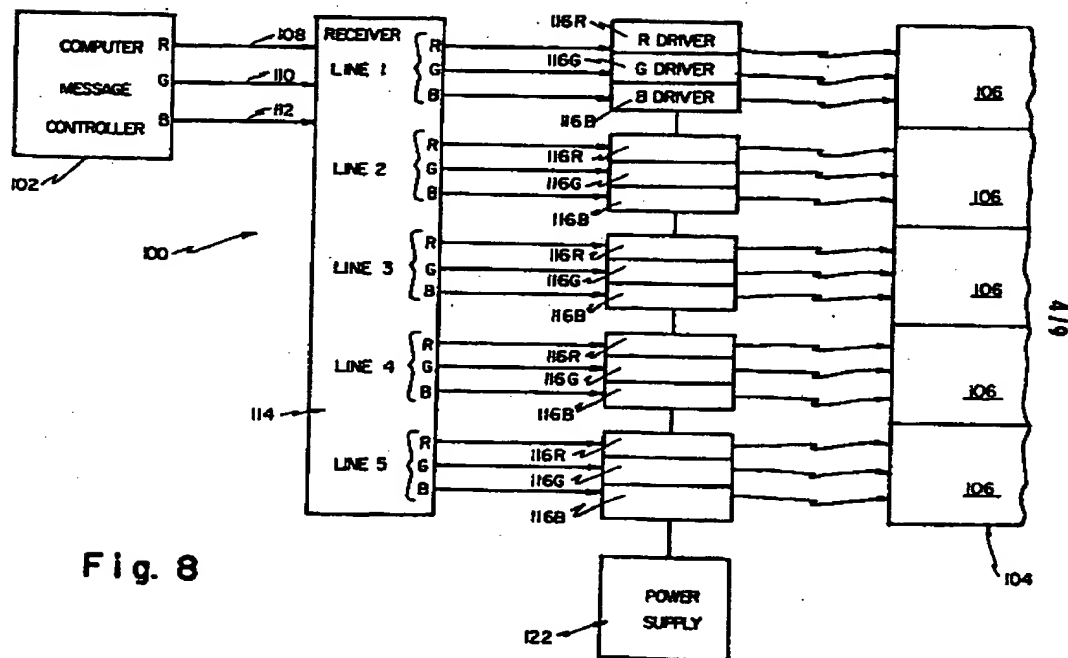 COMPUTER
MESSAGE
CONTROLLER
R
G
B
108
110
112
102
100
RECEIVER
LINE 1
R
G
B
LINE 2
R
G
B
LINE 3
R
G
B
LINE 4
R
G
B
LINE 5
R
G
B
114
116R
R DRIVER
116G
G DRIVER
B DRIVER
116B
116R
116G
116B
116R
116G
116B
116R
116G
116B
116R
116G
116B
POWER
SUPPLY
122
106
106
106
106
106
104
4/9
Fig. 8